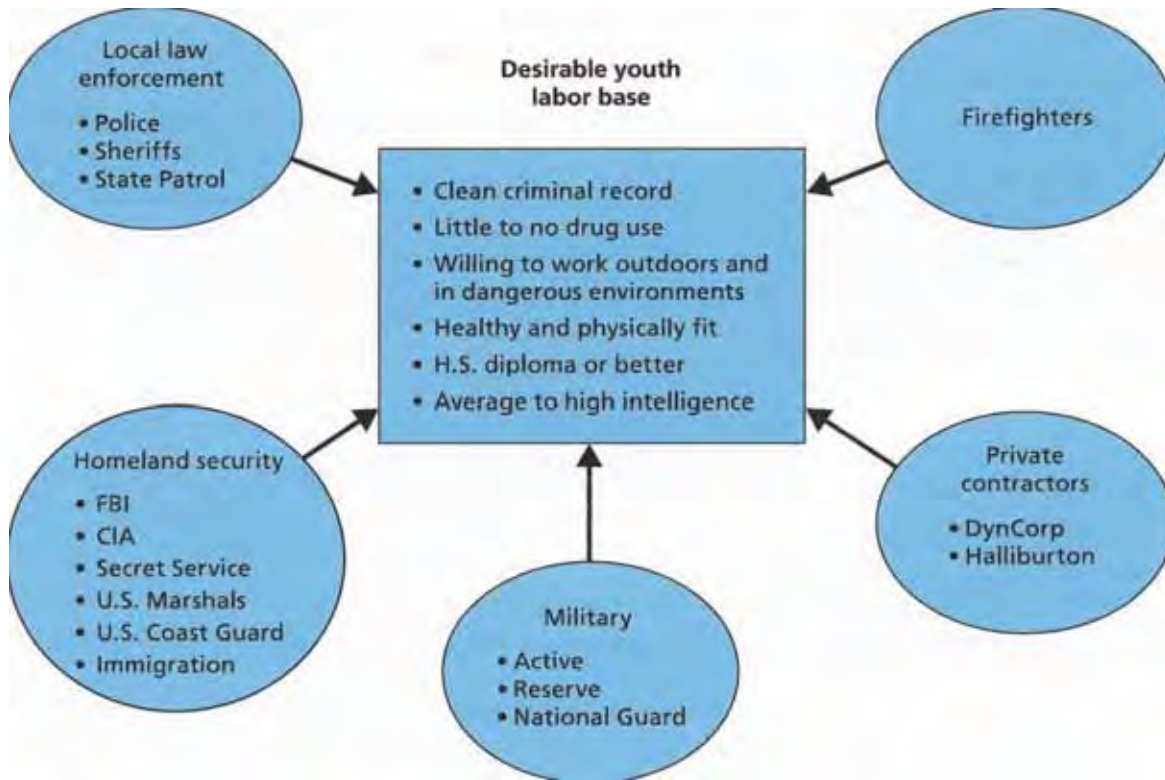 Local law
enforcement
• Police
• Sheriffs
• State Patrol
Desirable youth
labor base
Firefighters
• Clean criminal record
• Little to no drug use
• Willing to work outdoors and
in dangerous environments
• Healthy and physically fit
• H.S. diploma or better
• Average to high intelligence
Homeland security
• FBI
• CIA
• Secret Service
• U.S. Marshals
• U.S. Coast Guard
• Immigration
Military
• Active
• Reserve
• National Guard
Private
contractors
• DynCorp
• Halliburton